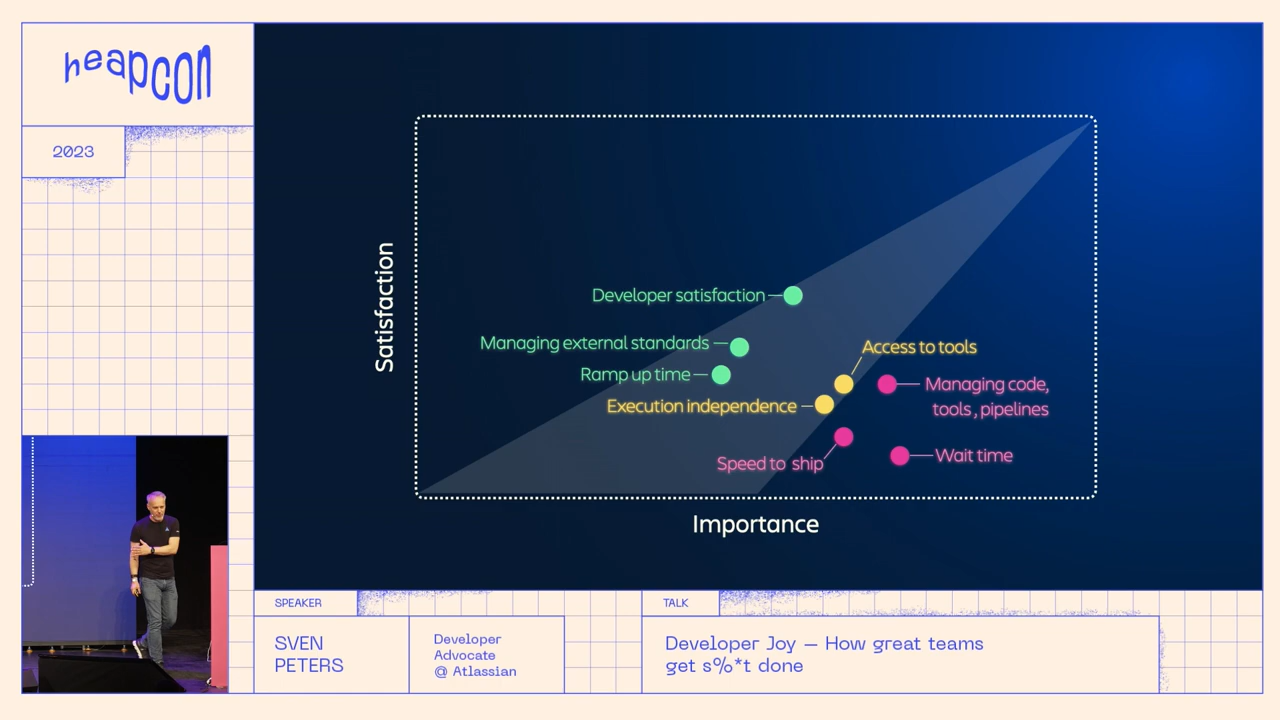 heapcon
2023
Satisfaction
Developer satisfaction
Managing external standards
Ramp up time
Execution independence
Access to tools
Managing code,
tools, pipelines
Speed to ship
Wait time
Importance
SPEAKER
SVEN
PETERS
Developer
Advocate
@ Atlassian
TALK
Developer Joy — How great teams
get s%*t done